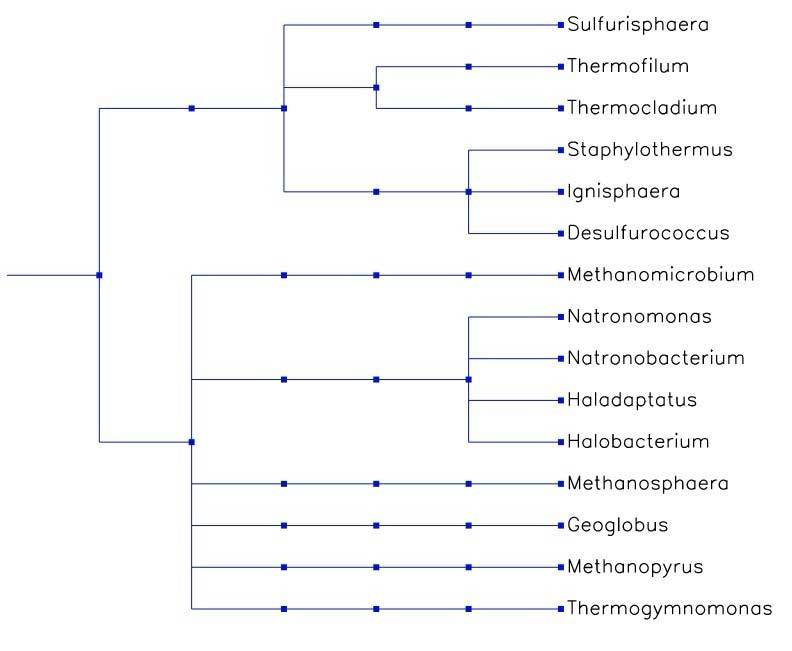 Sulfurisphaera
Thermofilum
Thermocladium
Staphylothermus
Ignisphaera
Desulfurococcus
Methanomicrobium
Natronomonas
Natronobacterium
Haladaptatus
Halobacterium
Methanosphaera
Geoglobus
Methanopyrus
Thermogymnomonas